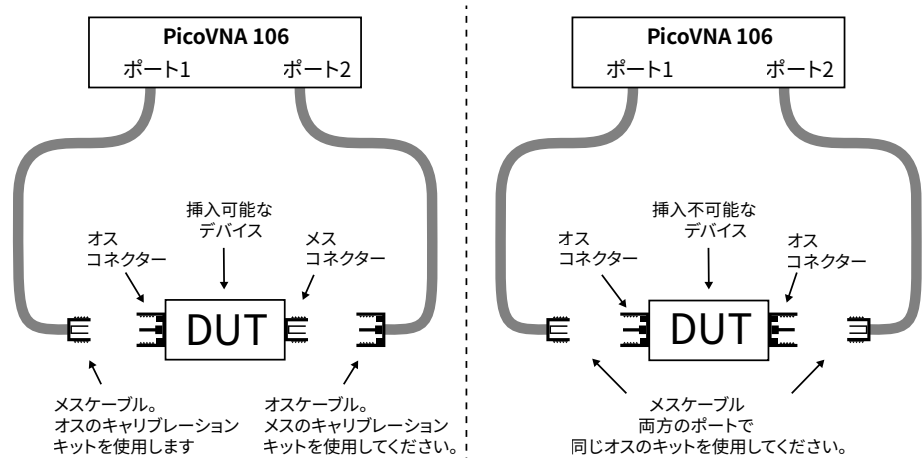 PicoVNA 106
ポート1
ポート2
挿入可能な
デバイス
オス
コネクター
メス
コネクター
DUT
メスケーブル。
オスのキャリブレーション
キットを使用します
オスケーブル。
メスのキャリブレーション
キットを使用してください。
PicoVNA 106
ポート1
ポート2
挿入不可能な
デバイス
オス
コネクター
オス
コネクター
DUT
メスケーブル
両方のポートで
同じオスのキットを使用してください。